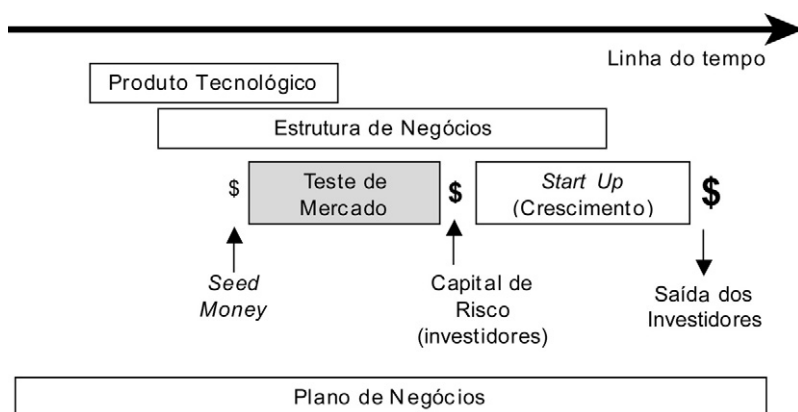 Linha do tempo
Produto Tecnológico
Estrutura de Negócios
$
Teste de
Mercado
$
Start Up
(Crescimento)
$
Seed
Money
Capital de
Risco
(investidores)
Saída dos
Investidores
Plano de Negócios